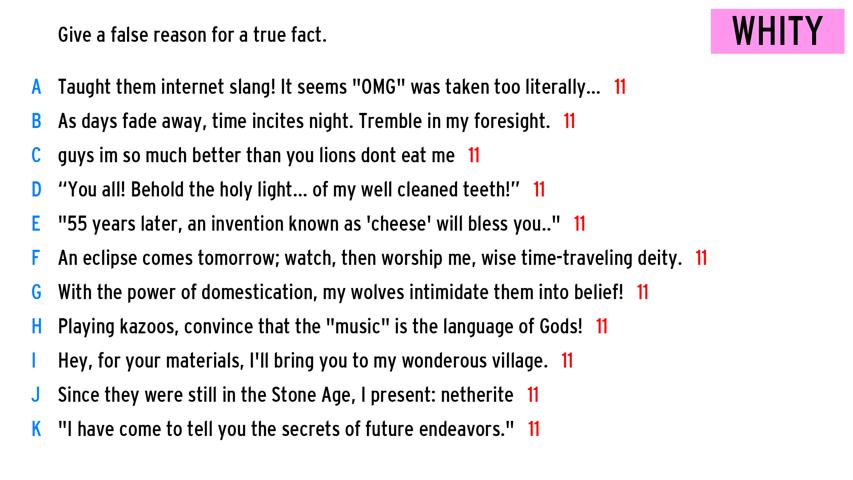 Give a false reason for a true fact.
WHITY
A Taught them internet slang! It seems "OMG" was taken too literally... 11
B As days fade away, time incites night. Tremble in my foresight. 11
C guys im so much better than you lions dont eat me 11
D “You all! Behold the holy light... of my well cleaned teeth!” 11
E "55 years later, an invention known as 'cheese' will bless you.." 11
F An eclipse comes tomorrow; watch, then worship me, wise time-traveling deity. 11
G With the power of domestication, my wolves intimidate them into belief! 11
H Playing kazoos, convince that the "music" is the language of Gods! 11
I Hey, for your materials, I'll bring you to my wonderous village. 11
J Since they were still in the Stone Age, I present: netherite 11
K "I have come to tell you the secrets of future endeavors." 11